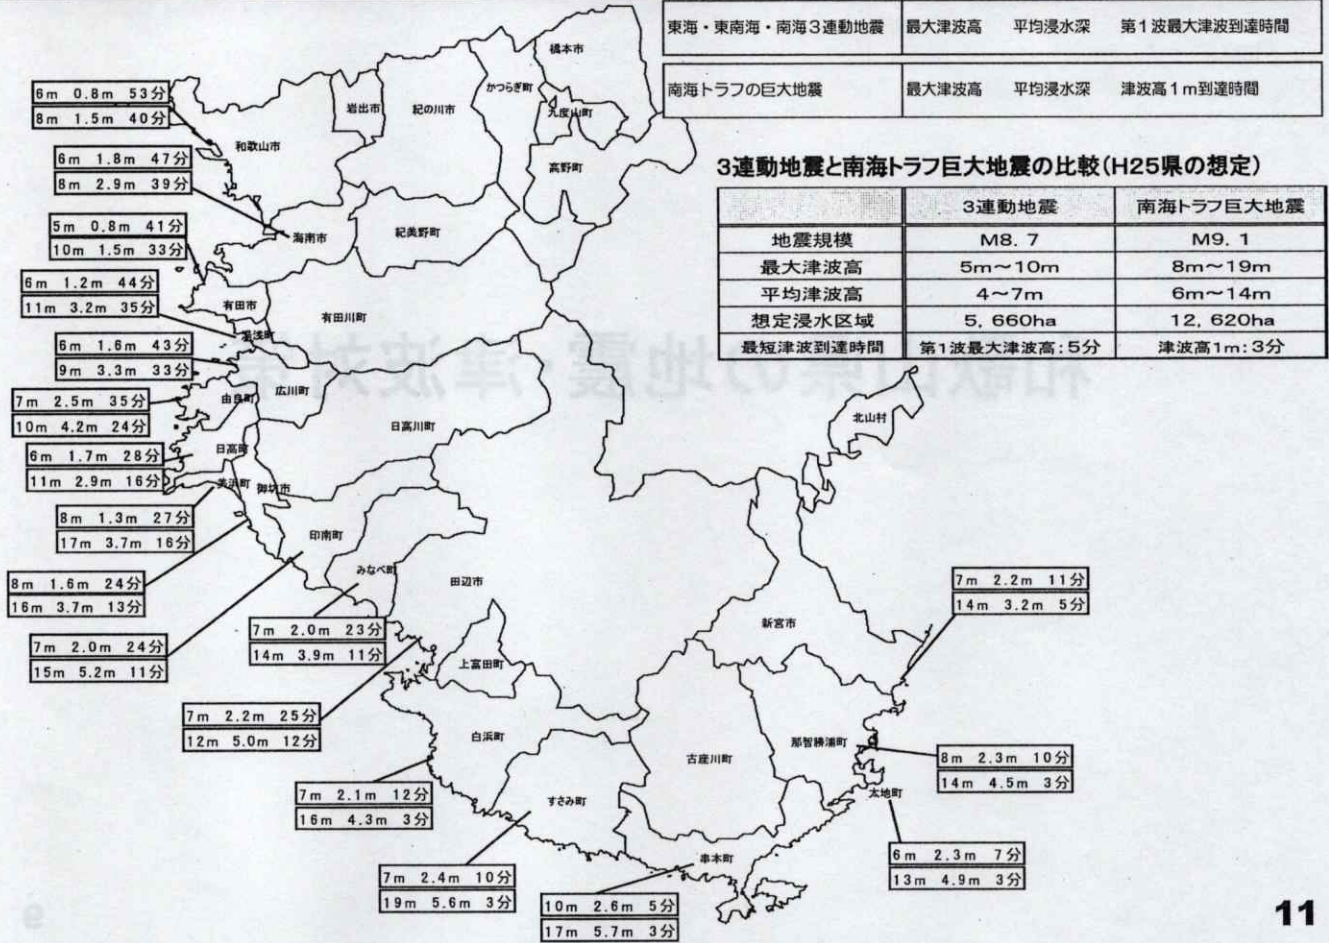 東海・東南海・南海3連動地震 最大津波高 平均浸水深 第1波最大津波到達時間
南海トラフの巨大地震 最大津波高 平均浸水深 津波高1m到達時間
3連動地震と南海トラフ巨大地震の比較(H25県の想定)
3連動地震 南海トラフ巨大地震
地震規模 M8.7 M9.1
最大津波高 5m～10m 8m～19m
平均津波高 4～7m 6m～14m
想定浸水区域 5,660ha 12,620ha
最短津波到達時間 第1波最大津波高:5分 津波高1m:3分
橋本市
かつらぎ町
岩出市
紀の川市
九度山町
和歌山市
高野町
6m 0.8m 53分
8m 1.5m 40分
6m 1.8m 47分
8m 2.9m 39分
海南市
紀美野町
5m 0.8m 41分
10m 1.5m 33分
6m 1.2m 44分
11m 3.2m 35分
有田市
有田川町
湯浅町
6m 1.6m 43分
9m 3.3m 33分
広川町
由良町
7m 2.5m 35分
10m 4.2m 24分
日高川町
北山村
日高町
6m 1.7m 28分
11m 2.9m 16分
美浜町
御坊市
8m 1.3m 27分
17m 3.7m 16分
印南町
みなべ町
田辺市
8m 1.6m 24分
16m 3.7m 13分
7m 2.2m 11分
14m 3.2m 5分
新宮市
7m 2.0m 24分
15m 5.2m 11分
7m 2.0m 23分
14m 3.9m 11分
上富田町
7m 2.2m 25分
12m 5.0m 12分
白浜町
那智勝浦町
古座川町
8m 2.3m 10分
14m 4.5m 3分
7m 2.1m 12分
16m 4.3m 3分
すさみ町
太地町
串本町
6m 2.3m 7分
13m 4.9m 3分
7m 2.4m 10分
19m 5.6m 3分
10m 2.6m 5分
17m 5.7m 3分
11
和歌山県の地震・津波対策
9